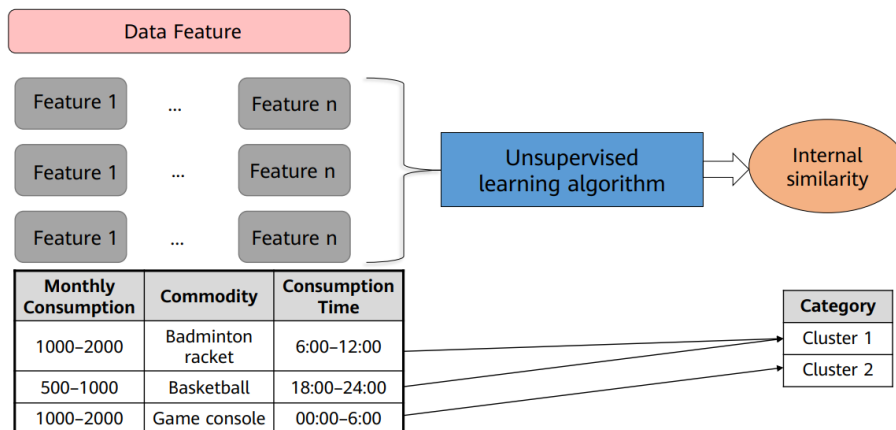 Data Feature
Feature 1 ... Feature n
Feature 1 ... Feature n
Feature 1 ... Feature n
Unsupervised
learning algorithm
Internal
similarity
Monthly
Consumption
Commodity
Consumption
Time
1000–2000
Badminton
racket
6:00–12:00
500–1000 Basketball 18:00–24:00
1000–2000 Game console 00:00–6:00
Category
Cluster 1
Cluster 2